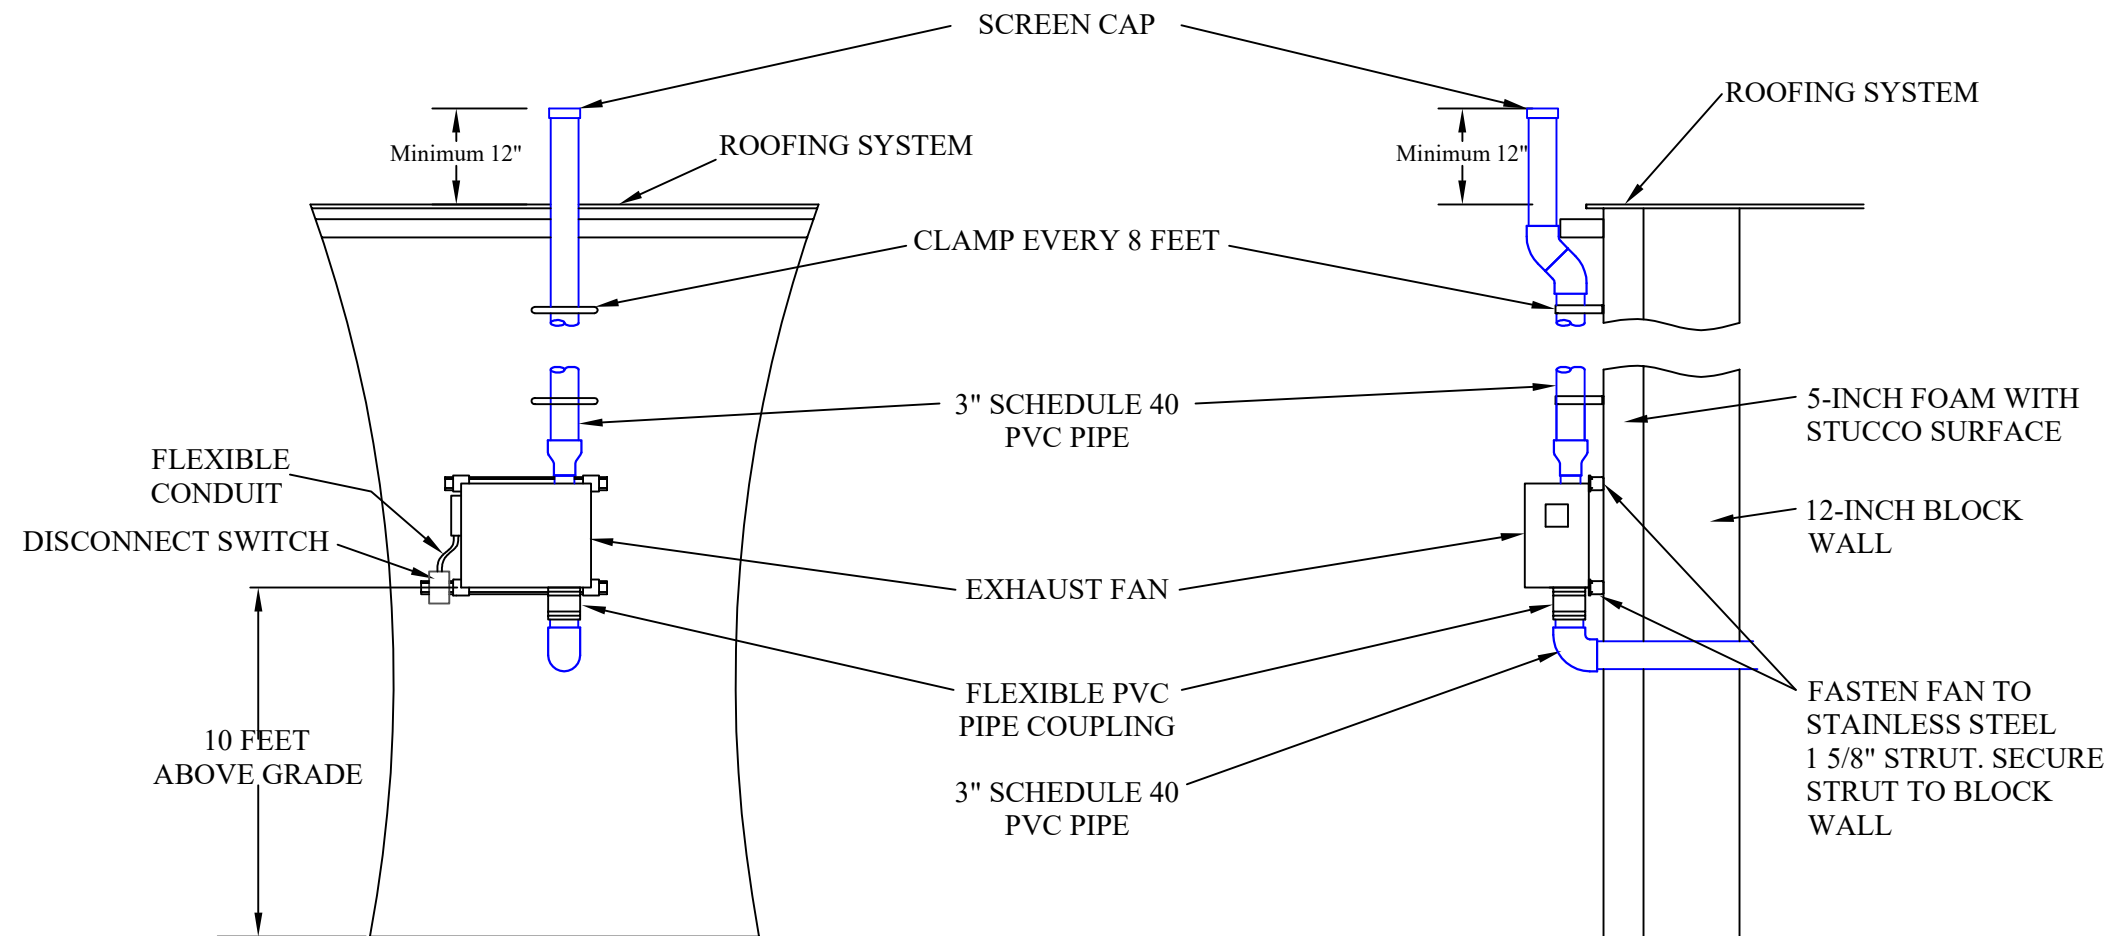 SCREEN CAP
ROOFING SYSTEM
Minimum 12"
ROOFING SYSTEM
Minimum 12"
CLAMP EVERY 8 FEET
3" SCHEDULE 40
PVC PIPE
5-INCH FOAM WITH
STUCCO SURFACE
FLEXIBLE
CONDUIT
DISCONNECT SWITCH
12-INCH BLOCK
WALL
EXHAUST FAN
FLEXIBLE PVC
PIPE COUPLING
FASTEN FAN TO
STAINLESS STEEL
1 5/8" STRUT. SECURE
STRUT TO BLOCK
WALL
10 FEET
ABOVE GRADE
3" SCHEDULE 40
PVC PIPE